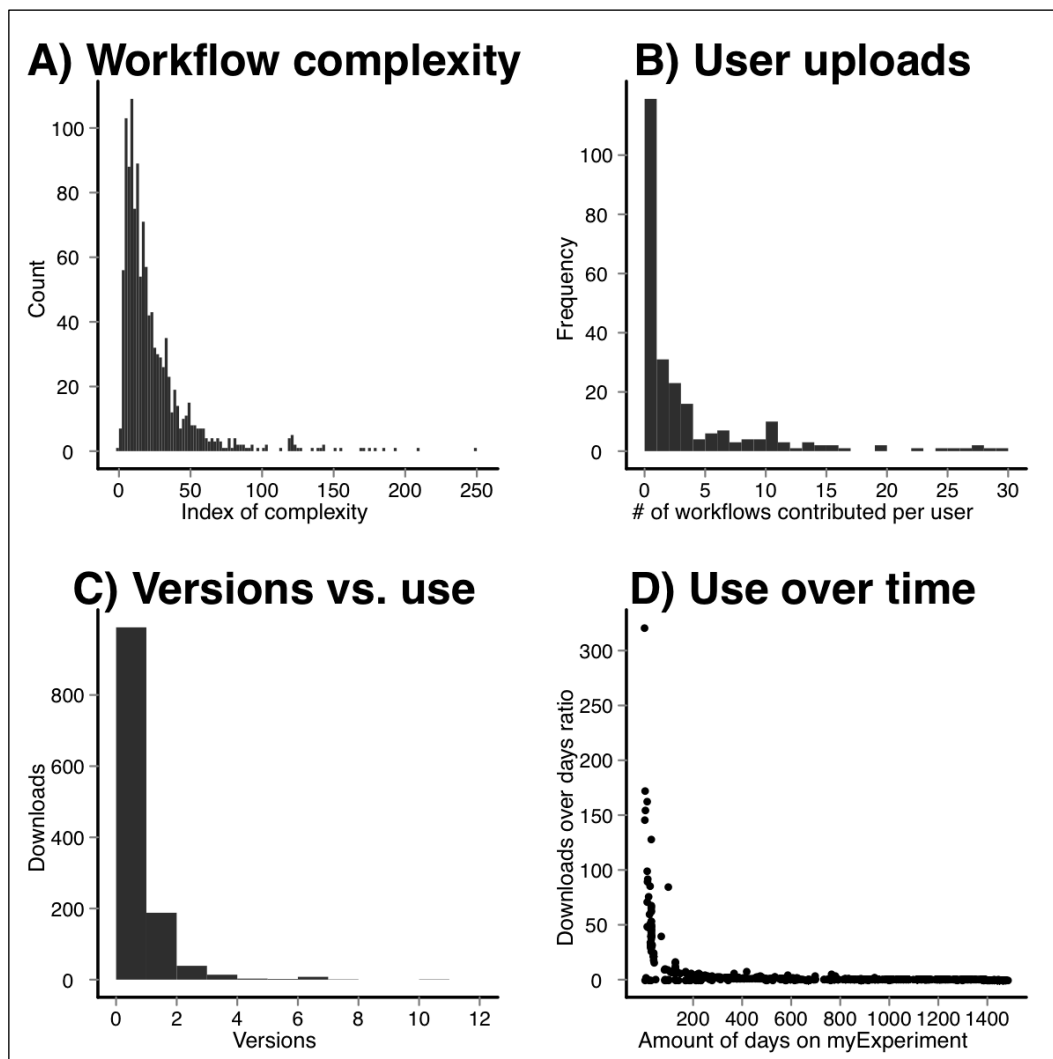 A) Workflow complexity
100
80
60
40
20
0
Count
0 50 100 150 200 250
Index of complexity
B) User uploads
100
80
60
40
20
0
Frequency
0 5 10 15 20 25 30
# of workflows contributed per user
C) Versions vs. use
800
600
400
200
0
Downloads
0 2 4 6 8 10 12
Versions
D) Use over time
300
250
200
150
100
50
0
Downloads over days ratio
200 400 600 800 1000 1200 1400
Amount of days on myExperiment